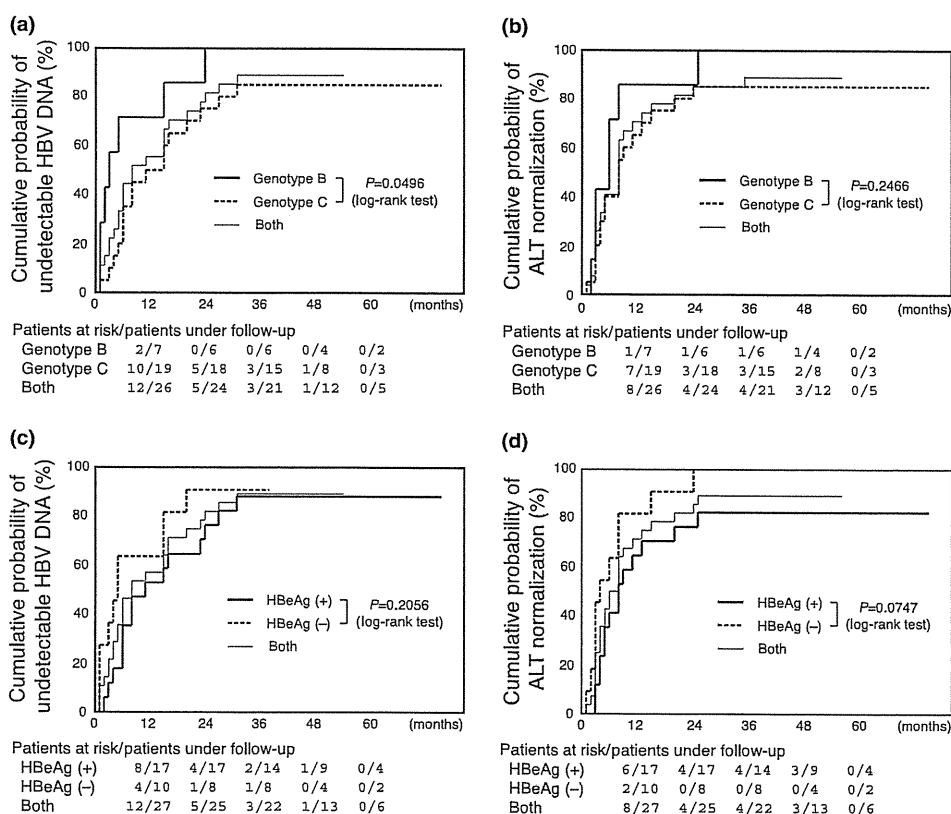 (a)
Cumulative probability of
undetectable HBV DNA (%)
100
80
60
40
20
0
0 12 24 36 48 60 (months)
Genotype B
Genotype C
Both
P=0.0496
(log-rank test)
Patients at risk/patients under follow-up
Genotype B 2/7 0/6 0/6 0/4 0/2
Genotype C 10/19 5/18 3/15 1/8 0/3
Both 12/26 5/24 3/21 1/12 0/5
(b)
Cumulative probability of
ALT normalization (%)
100
80
60
40
20
0
0 12 24 36 48 60 (months)
Genotype B
Genotype C
Both
P=0.2466
(log-rank test)
Patients at risk/patients under follow-up
Genotype B 1/7 1/6 1/6 1/4 0/2
Genotype C 7/19 3/18 3/15 2/8 0/3
Both 8/26 4/24 4/21 3/12 0/5
(c)
Cumulative probability of
undetectable HBV DNA (%)
100
80
60
40
20
0
0 12 24 36 48 60 (months)
HBeAg (+)
HBeAg (–)
Both
P=0.2056
(log-rank test)
Patients at risk/patients under follow-up
HBeAg (+) 8/17 4/17 2/14 1/9 0/4
HBeAg (–) 4/10 1/8 1/8 0/4 0/2
Both 12/27 5/25 3/22 1/13 0/6
(d)
Cumulative probability of
ALT normalization (%)
100
80
60
40
20
0
0 12 24 36 48 60 (months)
HBeAg (+)
HBeAg (–)
Both
P=0.0747
(log-rank test)
Patients at risk/patients under follow-up
HBeAg (+) 6/17 4/17 4/14 3/9 0/4
HBeAg (–) 2/10 0/8 0/8 0/4 0/2
Both 8/27 4/25 4/22 3/13 0/6